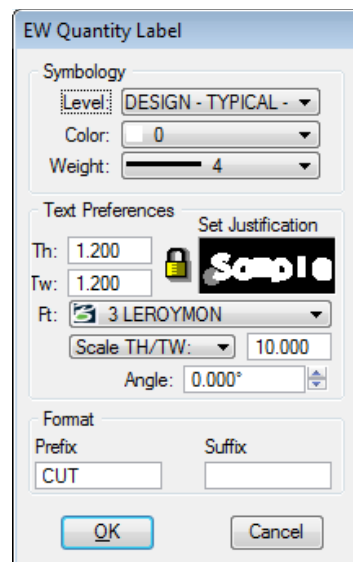 EW Quantity Label
Symbology
Level: DESIGN - TYPICAL -
Color: 0
Weight: 4
Text Preferences
Set Justification
Th: 1.200
Sample
Tw: 1.200
Ft: 3 LEROYMON
Scale TH/TW: 10.000
Angle: 0.000°
Format
Prefix Suffix
CUT
OK Cancel